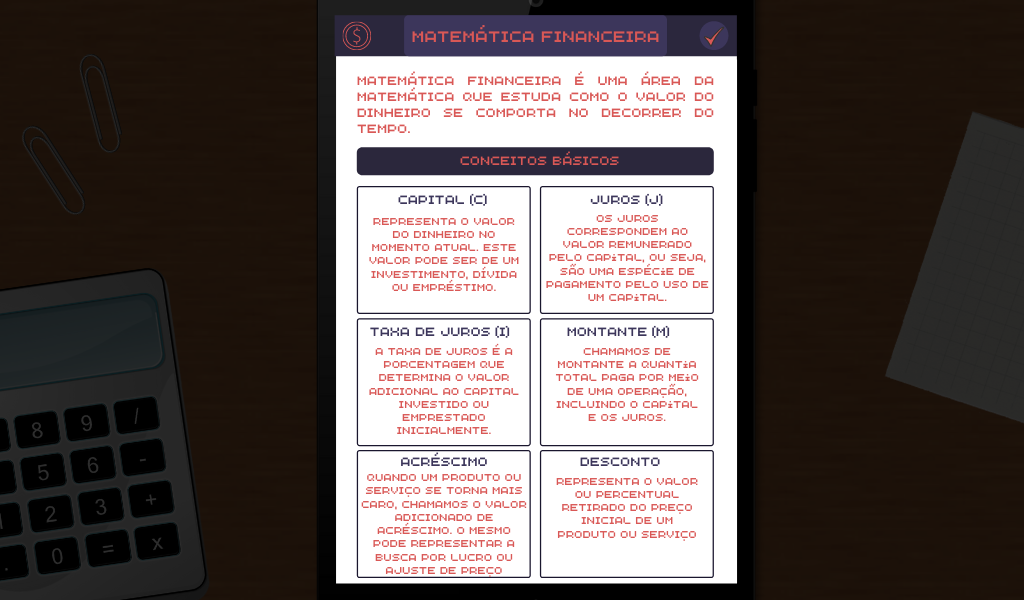 MATEMÁTICA FINANCEIRA
MATEMÁTICA FINANCEIRA É UMA ÁREA DA
MATEMÁTICA QUE ESTUDA COMO O VALOR DO
DINHEIRO SE COMPORTA NO DECORRER DO
TEMPO.
CONCEITOS BÁSICOS
CAPITAL (C)
REPRESENTA O VALOR
DO DINHEIRO NO
MOMENTO ATUAL. ESTE
VALOR PODE SER DE UM
INVESTIMENTO, DÍVIDA
OU EMPRÉSTIMO.
JUROS (J)
OS JUROS
CORRESPONDEM AO
VALOR REMUNERADO
PELO CAPITAL, OU SEJA,
SÃO UMA ESPÉCIE DE
PAGAMENTO PELO USO DE
UM CAPITAL.
TAXA DE JUROS (I)
A TAXA DE JUROS É A
PORCENTAGEM QUE
DETERMINA O VALOR
ADICIONAL AO CAPITAL
INVESTIDO OU
EMPRESTADO
INICIALMENTE.
MONTANTE (M)
CHAMAMOS DE
MONTANTE A QUANTIA
TOTAL PAGA POR MEIO
DE UMA OPERAÇÃO,
INCLUINDO O CAPITAL
E OS JUROS.
ACRÉSCIMO
QUANDO UM PRODUTO OU
SERVIÇO SE TORNA MAIS
CARO, CHAMAMOS O VALOR
ADICIONADO DE
ACRÉSCIMO. O MESMO
PODE REPRESENTAR A
BUSCA POR LUCRO OU
AJUSTE DE PREÇO
DESCONTO
REPRESENTA O VALOR
OU PERCENTUAL
RETIRADO DO PREÇO
INICIAL DE UM
PRODUTO OU SERVIÇO
8 9 /
5 6 -
1 2 3 +
. 0 = x